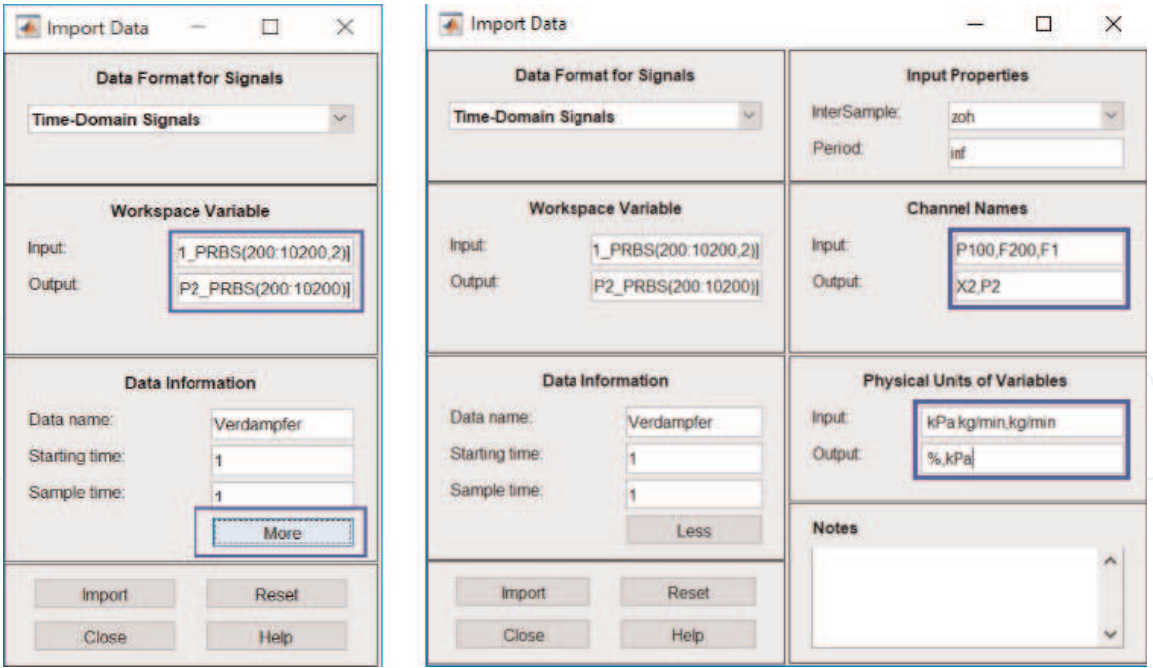 Import Data
Data Format for Signals
Time-Domain Signals
Workspace Variable
Input:
1_PRBS(200:10200,2)]
Output:
P2_PRBS(200:10200)]
Data Information
Data name:
Verdampfer
Starting time:
1
Sample time:
1
More
Import
Reset
Close
Help
Import Data
Data Format for Signals
Time-Domain Signals
Workspace Variable
Input:
1_PRBS(200:10200,2)]
Output:
P2_PRBS(200:10200)]
Data Information
Data name:
Verdampfer
Starting time:
1
Sample time:
1
Less
Import
Reset
Close
Help
Input Properties
InterSample:
zoh
Period:
inf
Channel Names
Input:
P100,F200,F1
Output:
X2,P2
Physical Units of Variables
Input:
kPa,kg/min,kg/min
Output:
%,kPa
Notes